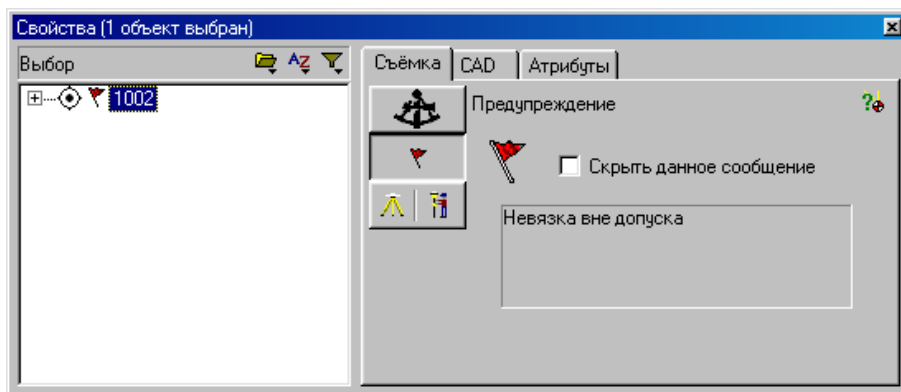 Свойства (1 объект выбран)
Выбор
1002
Съёмка CAD Атрибуты
Предупреждение
Скрыть данное сообщение
Невязка вне допуска